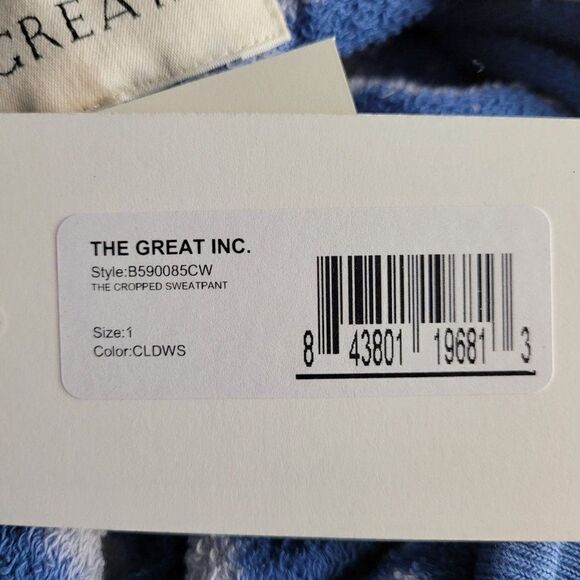 GREAT
THE GREAT INC.
Style:B590085CW
THE CROPPED SWEATPANT
Size:1
Color:CLDWS
8 43801 19681 3